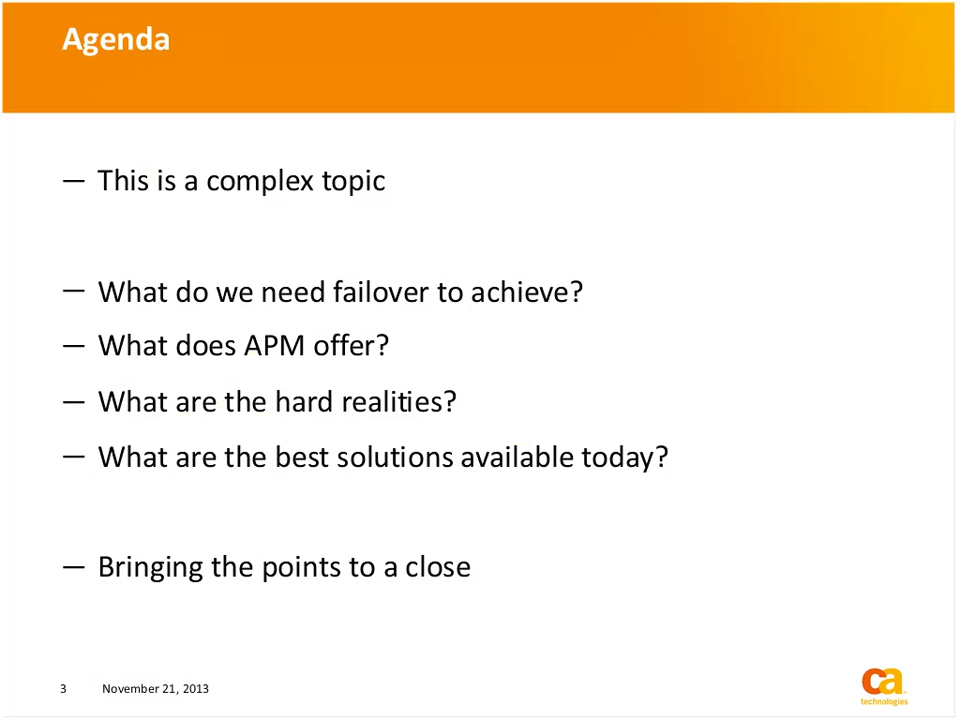 Agenda
— This is a complex topic
— What do we need failover to achieve?
— What does APM offer?
— What are the hard realities?
— What are the best solutions available today?
— Bringing the points to a close
3 November 21, 2013
ca
technologies